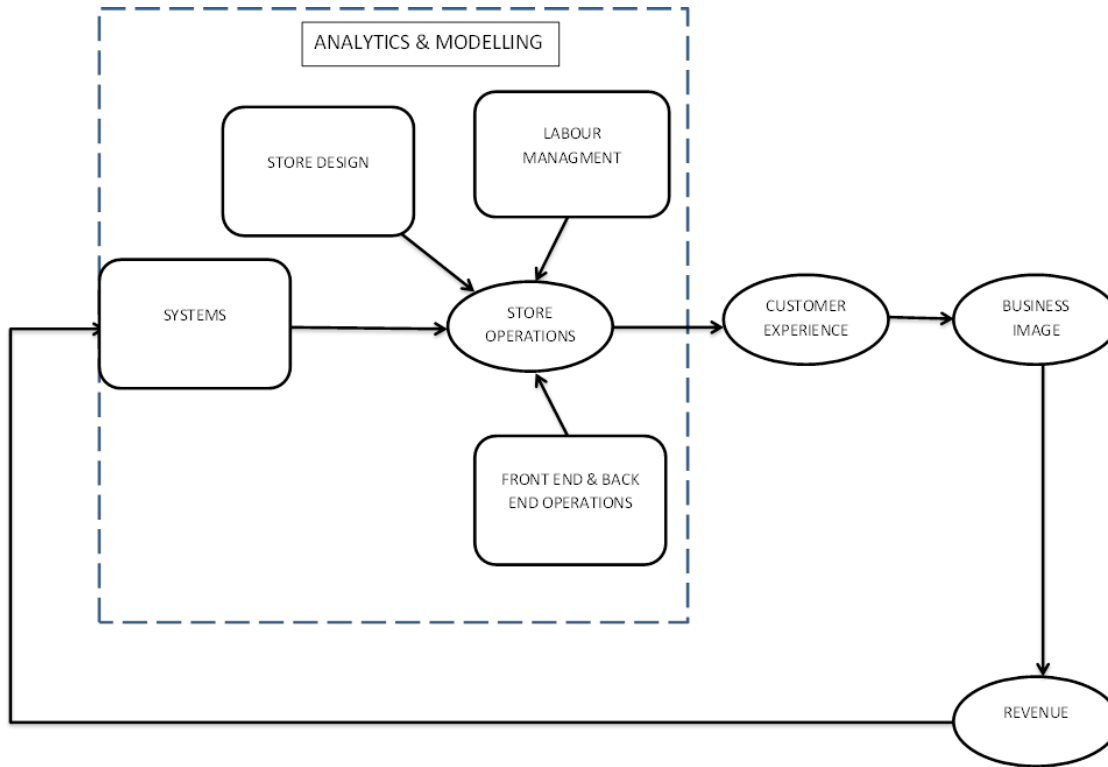 ANALYTICS & MODELLING
LABOUR
MANAGMENT
STORE DESIGN
SYSTEMS
STORE
OPERATIONS
CUSTOMER
EXPERIENCE
BUSINESS
IMAGE
FRONT END & BACK
END OPERATIONS
REVENUE